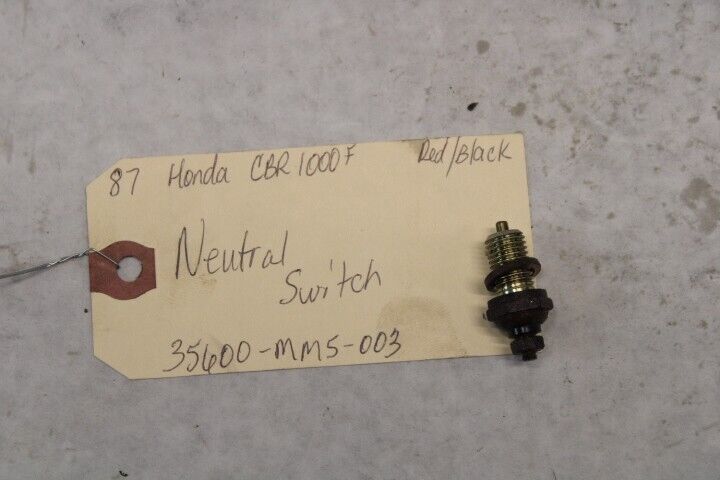 87 Honda CBR1000F Red/Black
Neutral
Switch
35600-MM5-003